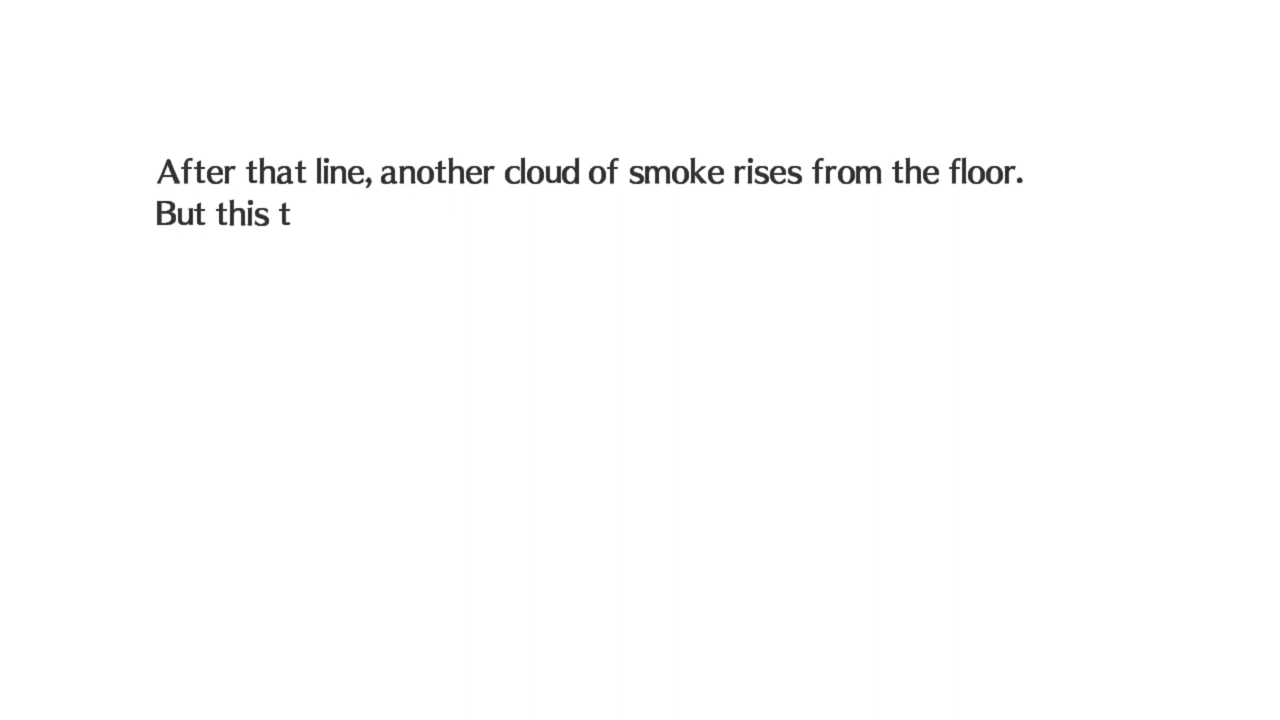 After that line, another cloud of smoke rises from the floor.
But this t